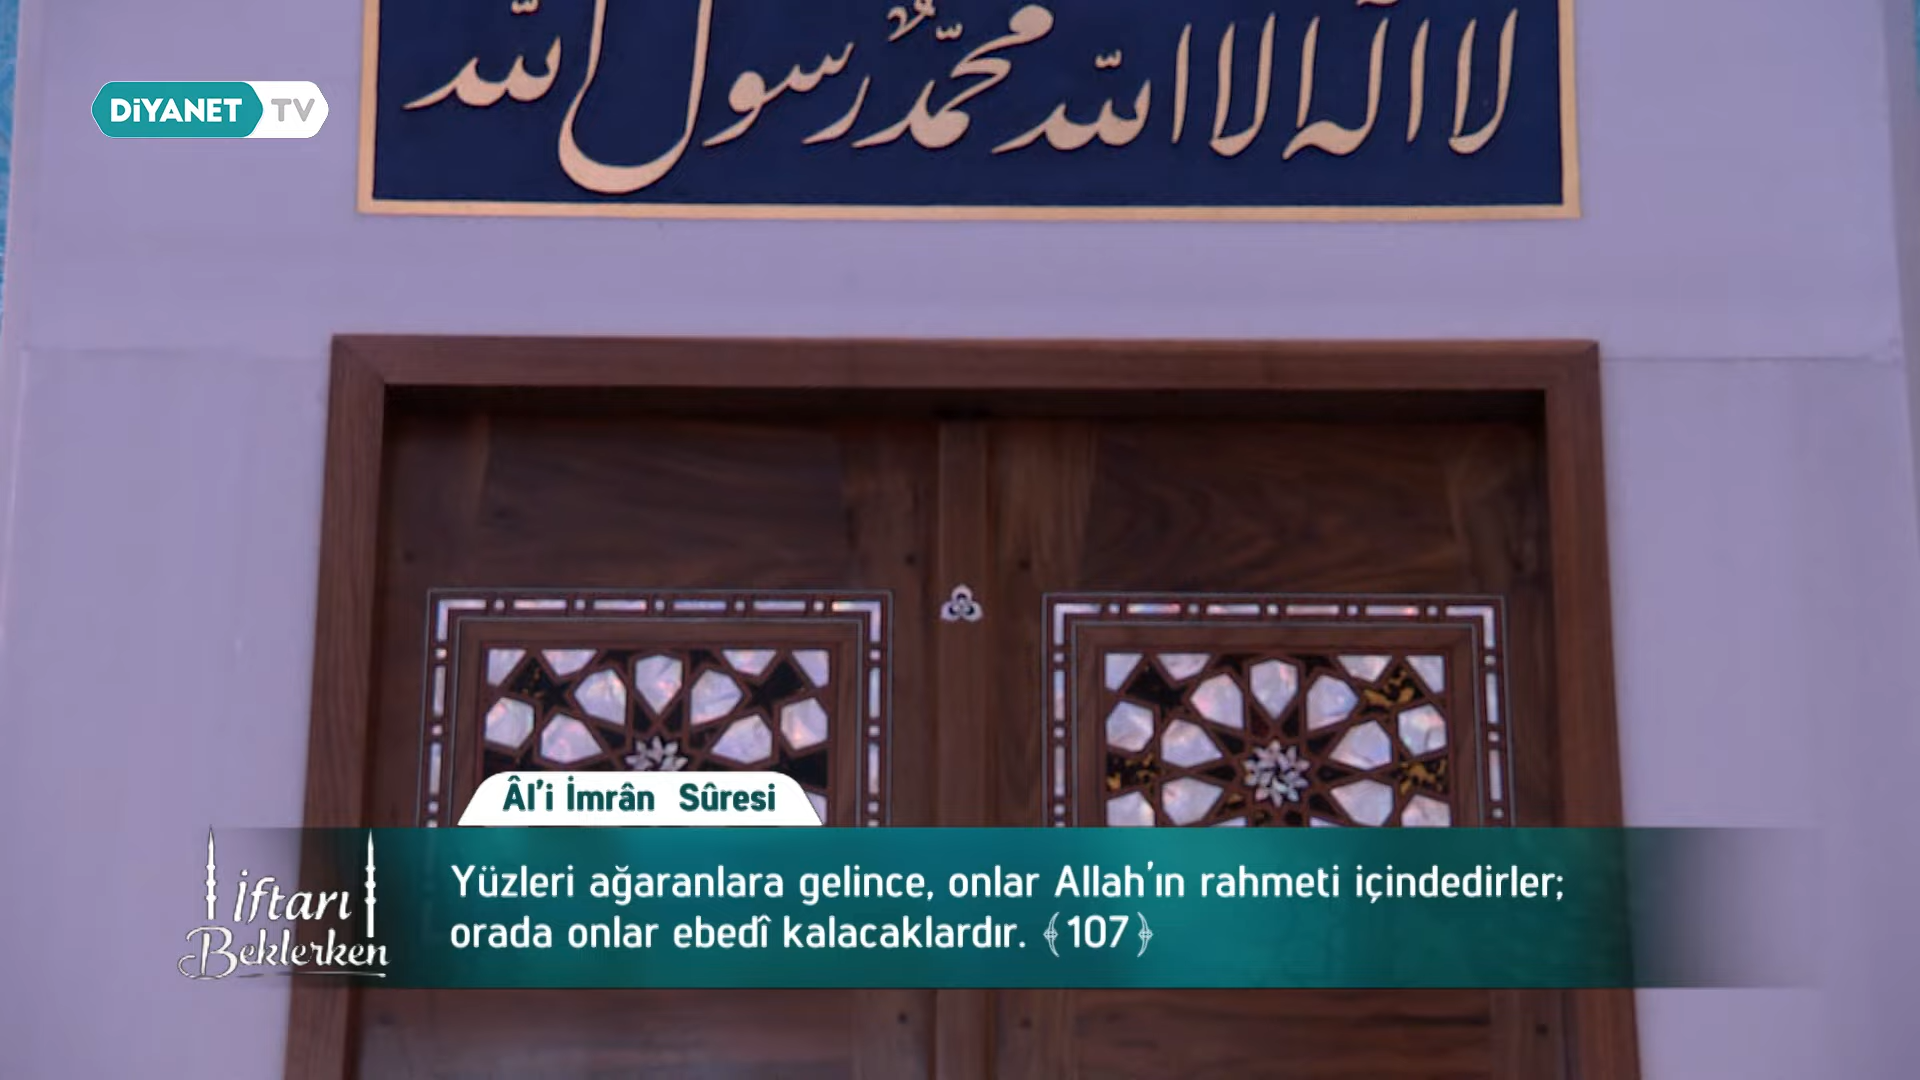 لا اله الا الله محمد رسول الله
DİYANET TV
Âl'i İmrân Sûresi
İftarı
Beklerken
Yüzleri ağaranlara gelince, onlar Allah'ın rahmeti içindedirler;
orada onlar ebedî kalacaklardır. ﴾107﴿